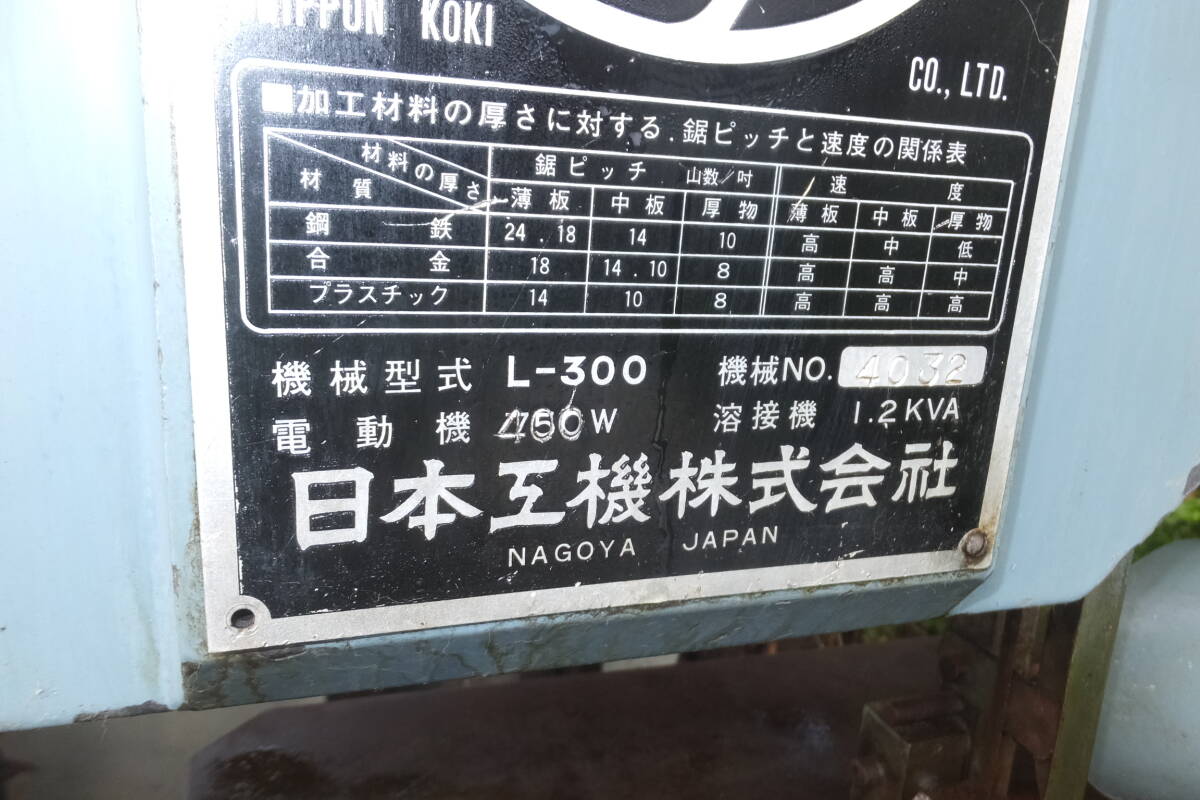 NIPPON KOKI
CO., LTD.
■加工材料の厚さに対する.鋸ピッチと速度の関係表
材料の厚さ 鋸ピッチ 山数/吋 速度
材質 薄板 中板 厚物 薄板 中板 厚物
鋼鉄 24.18 14 10 高 中 低
合金 18 14.10 8 高 高 中
プラスチック 14 10 8 高 高 高
機械型式 L-300 機械NO. 4032
電動機 W 溶接機 1.2KVA
日本工機株式会社
NAGOYA JAPAN